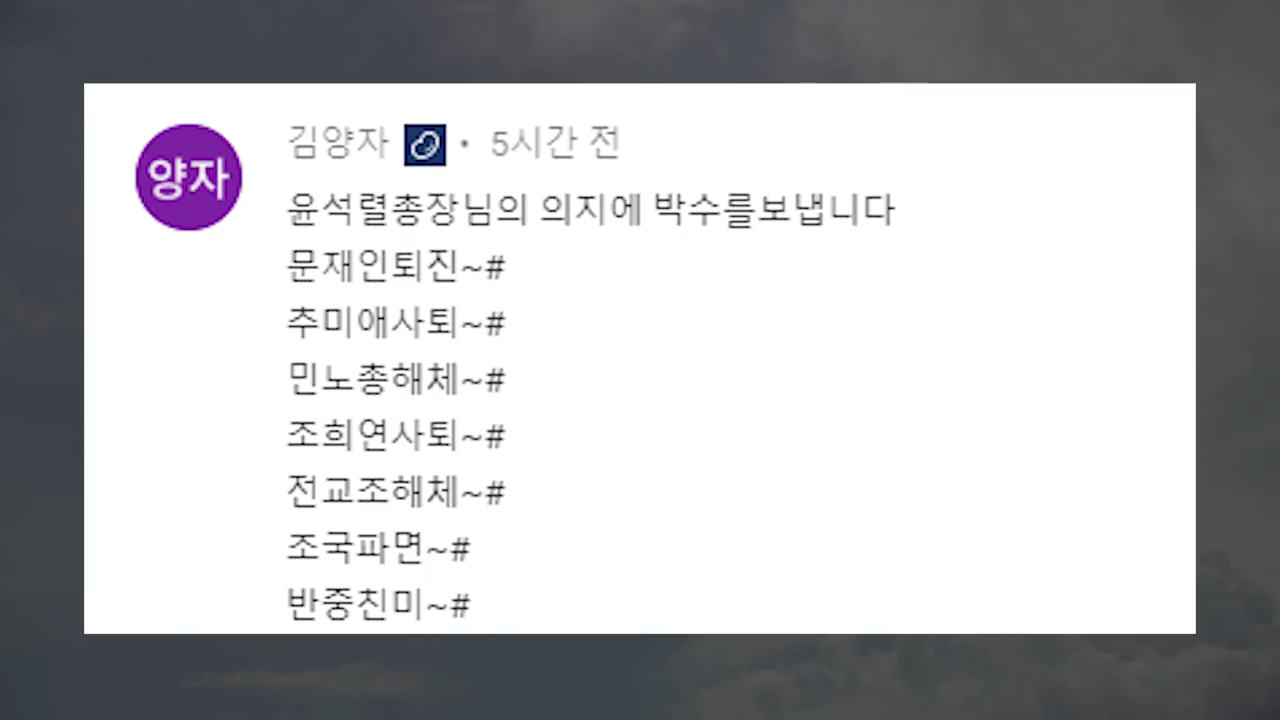 양자
김양자 • 5시간 전
윤석렬총장님의 의지에 박수를보냅니다
문재인퇴진~#
추미애사퇴~#
민노총해체~#
조희연사퇴~#
전교조해체~#
조국파면~#
반중친미~#